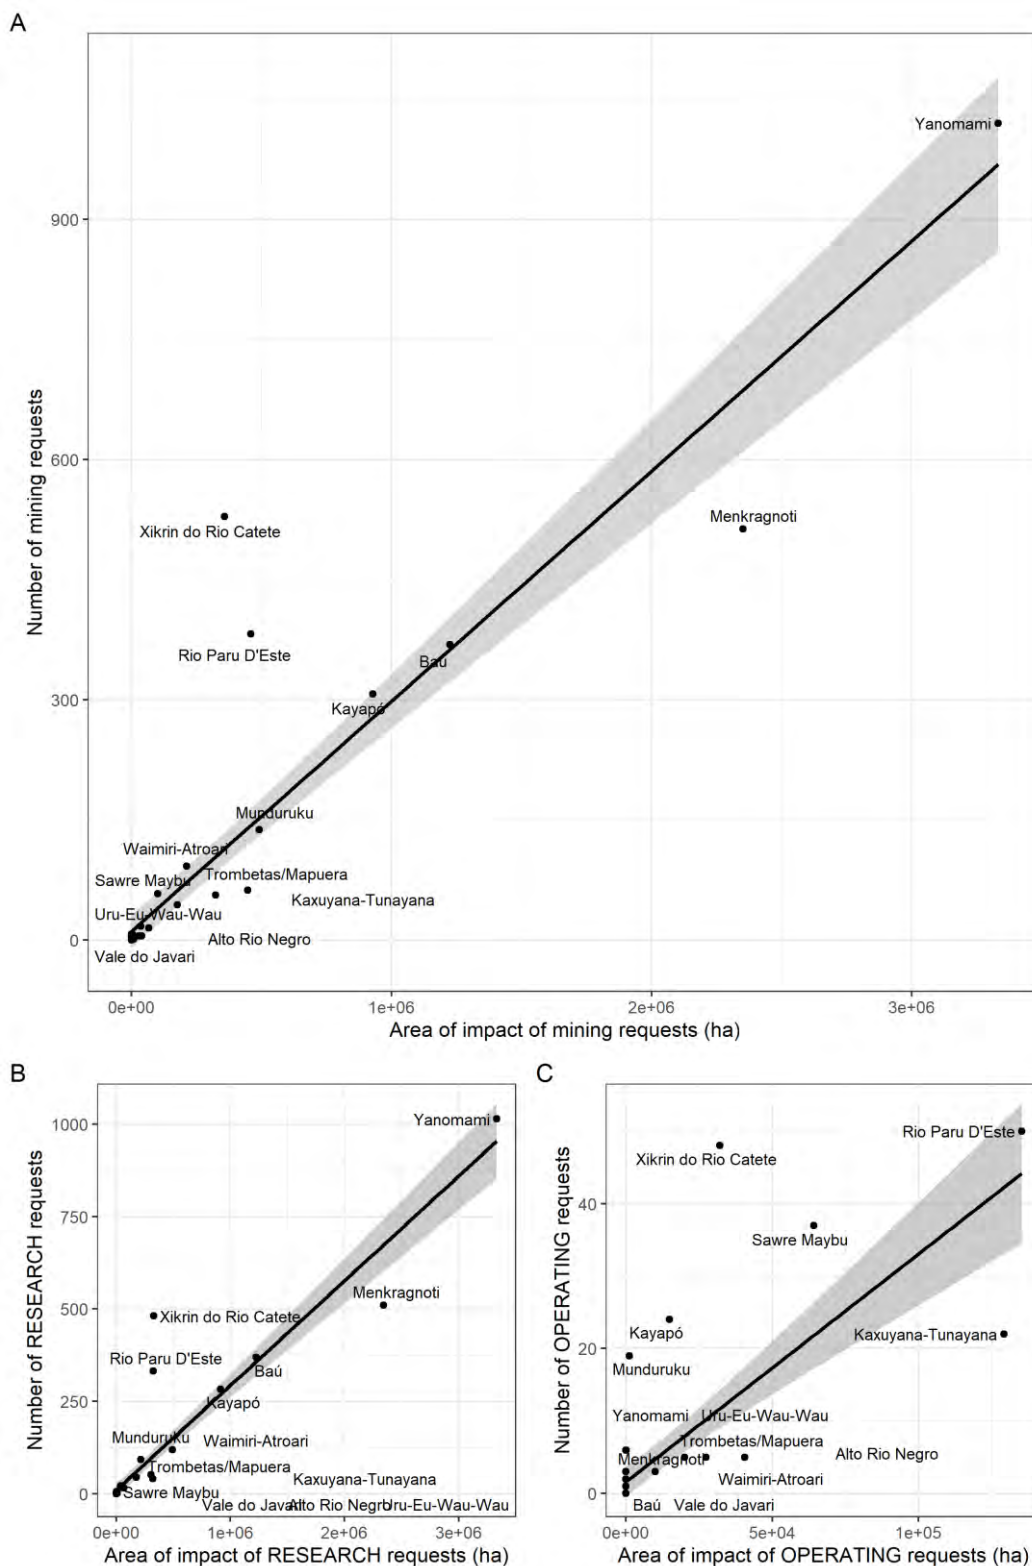 A
Yanomami
900
600
Menkragnoti
Xikrin do Rio Catete
Rio Paru D'Este
Baú
300
Kayapó
Munduruku
Waimiri-Atroari
Trombetas/Mapuera
Sawre Maybu
Kaxuyana-Tunayana
Uru-Eu-Wau-Wau
0
Alto Rio Negro
Vale do Javari
Number of mining requests
0e+00 1e+06 2e+06 3e+06
Area of impact of mining requests (ha)
B
Yanomami
1000
750
Menkragnoti
500
Xikrin do Rio Catete
Rio Paru D'Este
Baú
250
Kayapó
Munduruku
Waimiri-Atroari
Trombetas/Mapuera
Kaxuyana-Tunayana
0
Sawre Maybu
Vale do Javari Alto Rio Negro Uru-Eu-Wau-Wau
Number of RESEARCH requests
0e+00 1e+06 2e+06 3e+06
Area of impact of RESEARCH requests (ha)
C
Rio Paru D'Este
Xikrin do Rio Catete
40
Sawre Maybu
Kayapó
Kaxuyana-Tunayana
20
Munduruku
Yanomami Uru-Eu-Wau-Wau
Trombetas/Mapuera
Alto Rio Negro
Menkragnoti
Waimiri-Atroari
0
Baú Vale do Javari
Number of OPERATING requests
0e+00 5e+04 1e+05
Area of impact of OPERATING requests (ha)